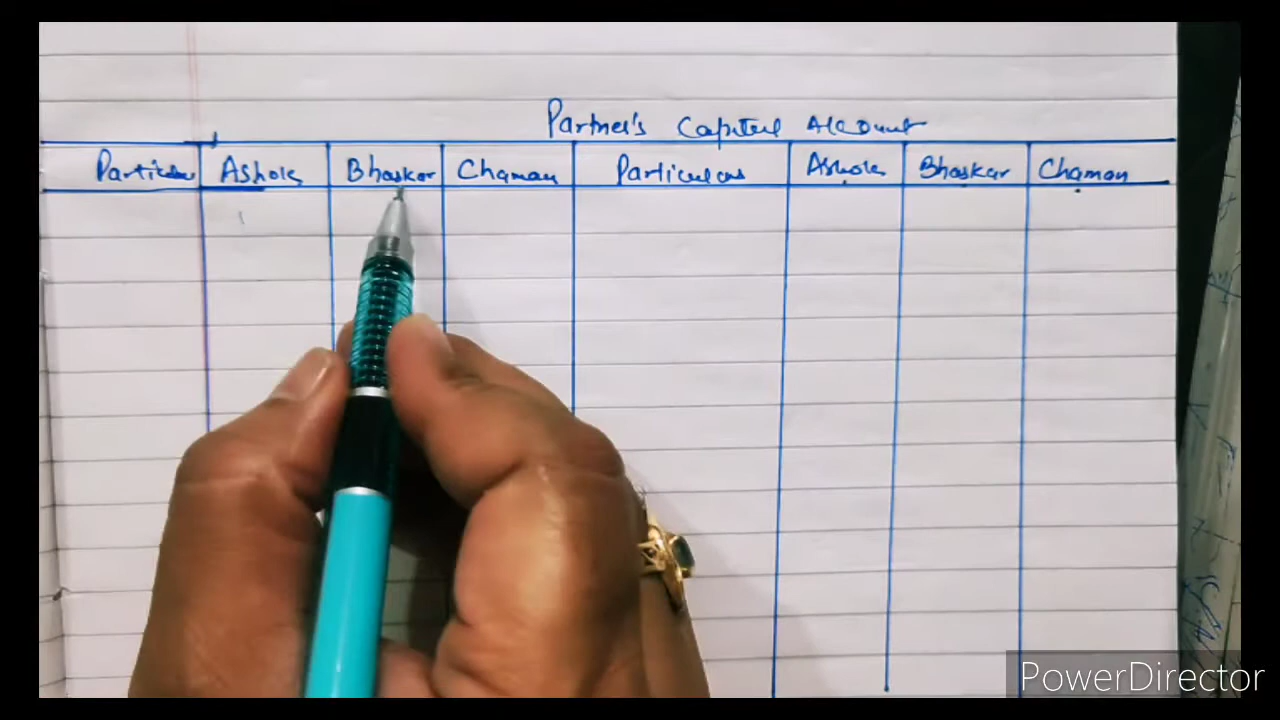 Partner's Capital Account
Particulars Ashok Bhaskar Chaman Particulars Ashok Bhaskar Chaman
PowerDirector